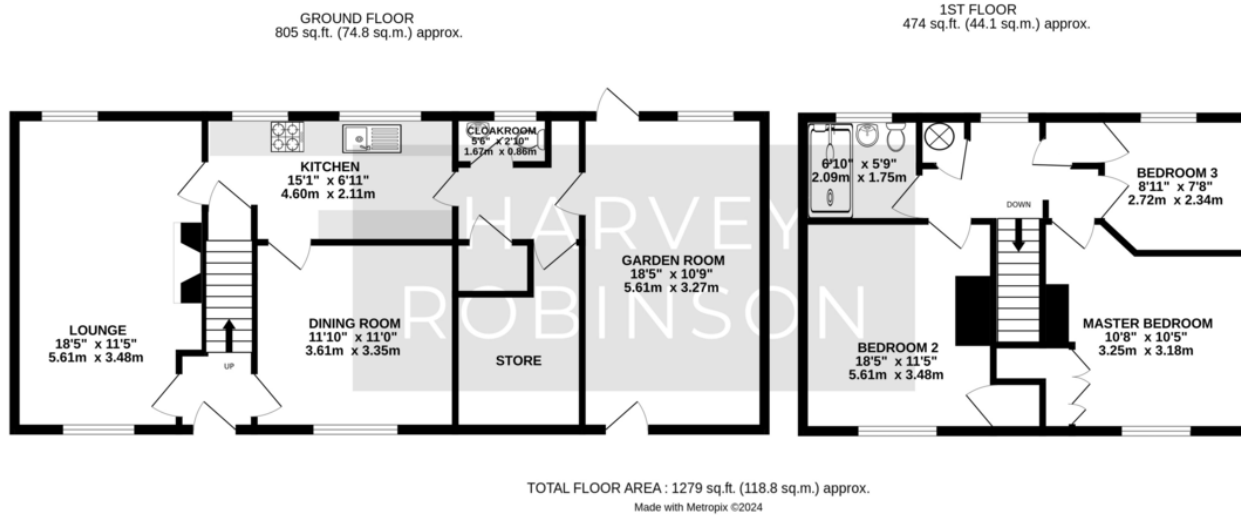 GROUND FLOOR
805 sq.ft. (74.8 sq.m.) approx.
1ST FLOOR
474 sq.ft. (44.1 sq.m.) approx.
CLOAKROOM
5'6" x 2'10"
1.67m x 0.86m
KITCHEN
15'1" x 6'11"
4.60m x 2.11m
LOUNGE
18'5" x 11'5"
5.61m x 3.48m
UP
DINING ROOM
11'10" x 11'0"
3.61m x 3.35m
STORE
GARDEN ROOM
18'5" x 10'9"
5.61m x 3.27m
HARVEY
ROBINSON
6'10" x 5'9"
2.09m x 1.75m
DOWN
BEDROOM 3
8'11" x 7'8"
2.72m x 2.34m
BEDROOM 2
18'5" x 11'5"
5.61m x 3.48m
MASTER BEDROOM
10'8" x 10'5"
3.25m x 3.18m
TOTAL FLOOR AREA : 1279 sq.ft. (118.8 sq.m.) approx.
Made with Metropix ©2024